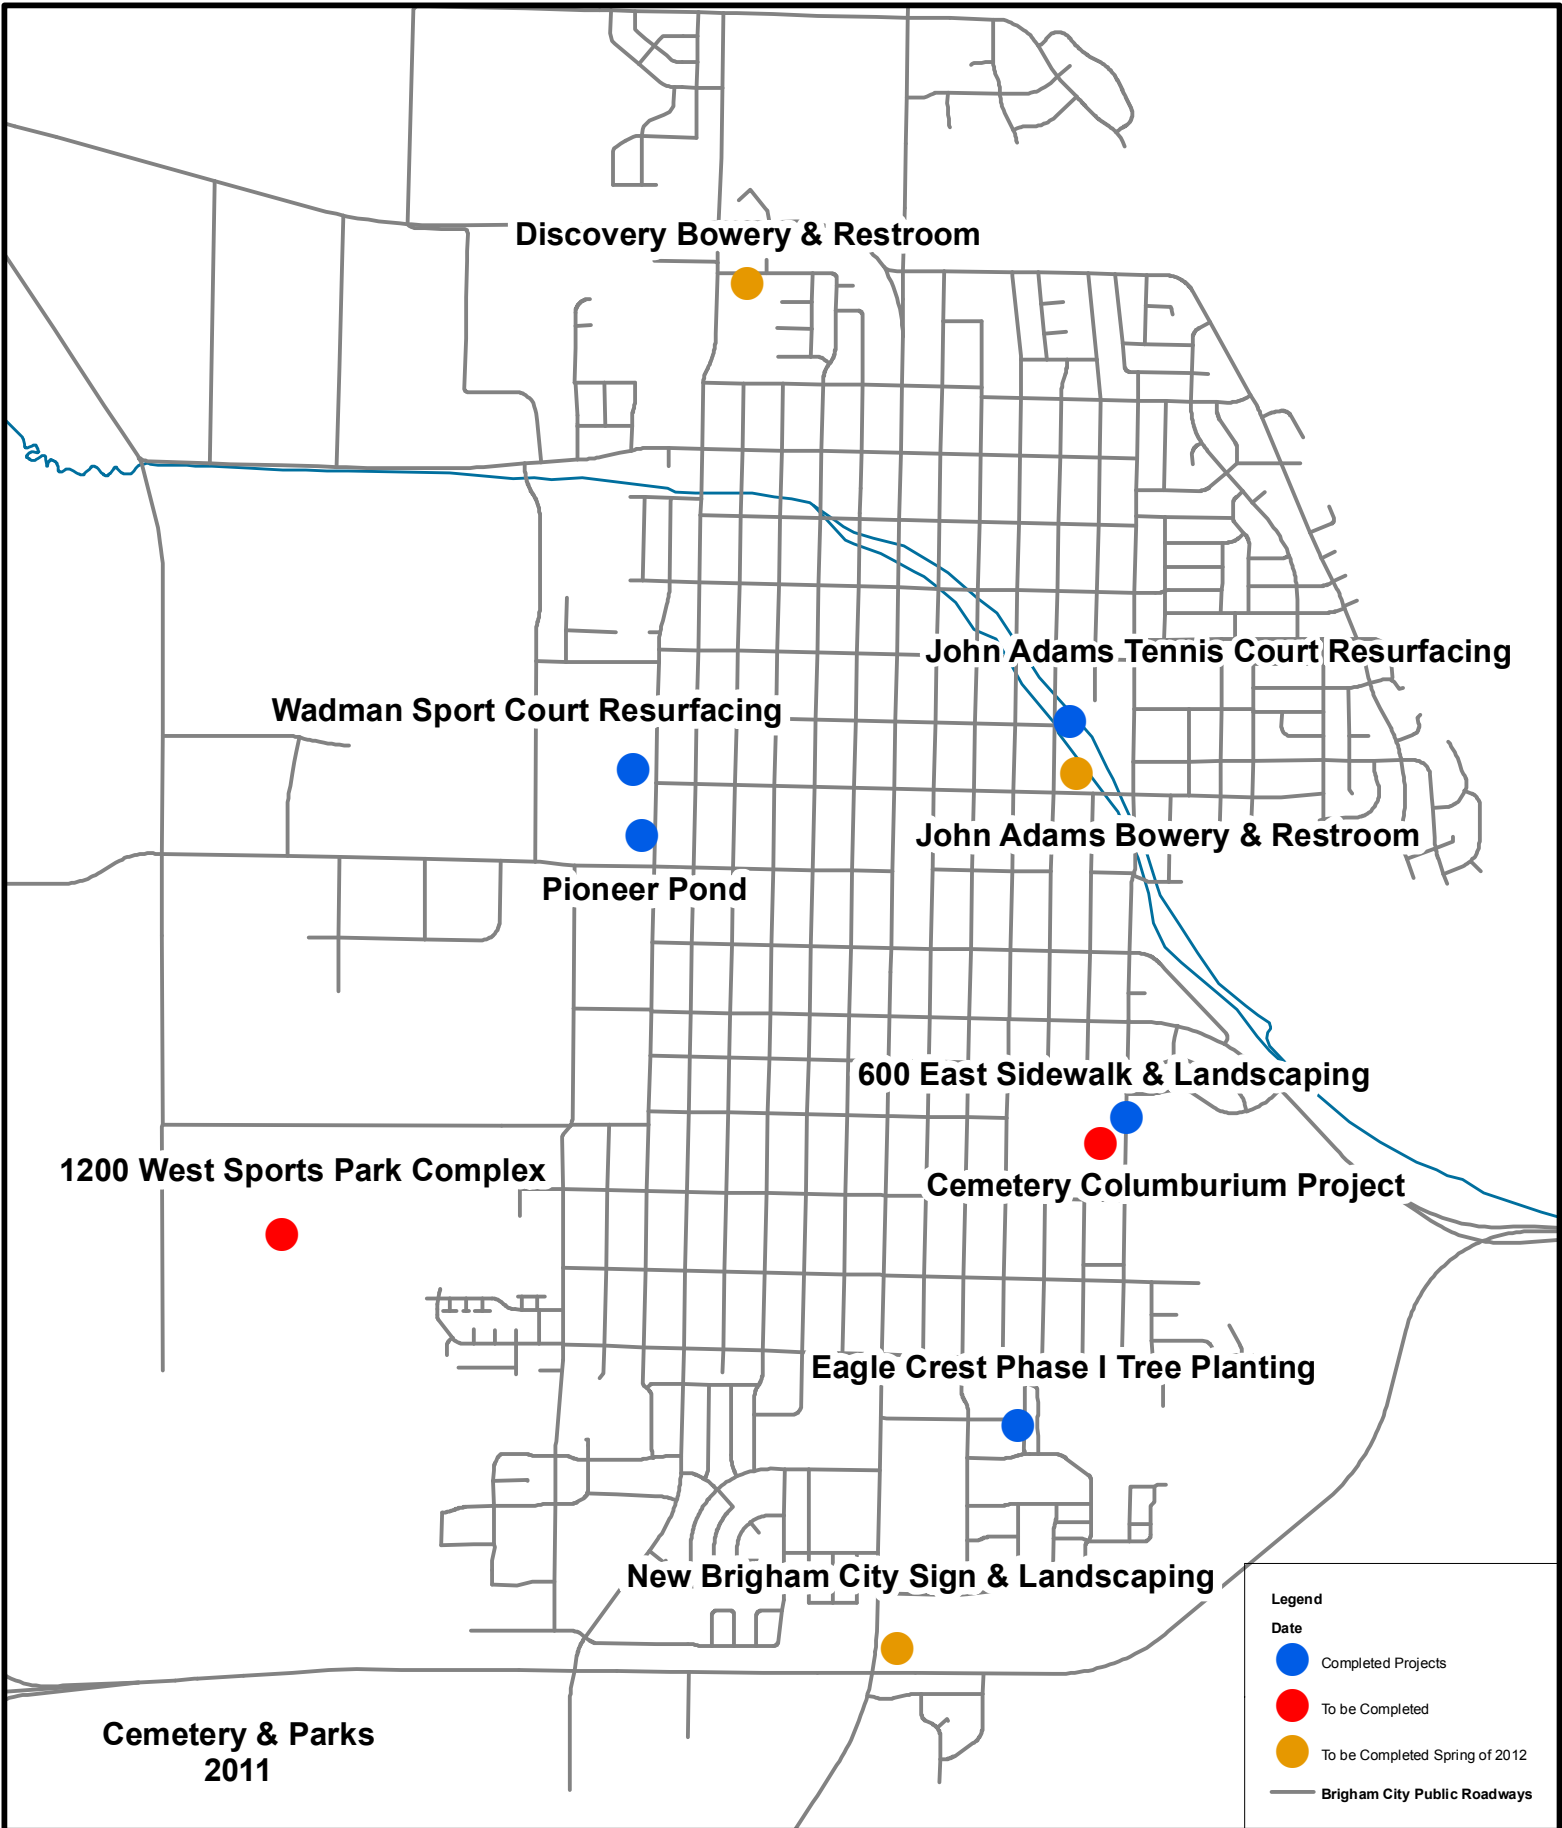 Discovery Bowery & Restroom
John Adams Tennis Court Resurfacing
Wadman Sport Court Resurfacing
John Adams Bowery & Restroom
Pioneer Pond
600 East Sidewalk & Landscaping
1200 West Sports Park Complex
Cemetery Columburium Project
Eagle Crest Phase I Tree Planting
New Brigham City Sign & Landscaping
Legend
Date
Completed Projects
To be Completed
To be Completed Spring of 2012
Brigham City Public Roadways
Cemetery & Parks
2011